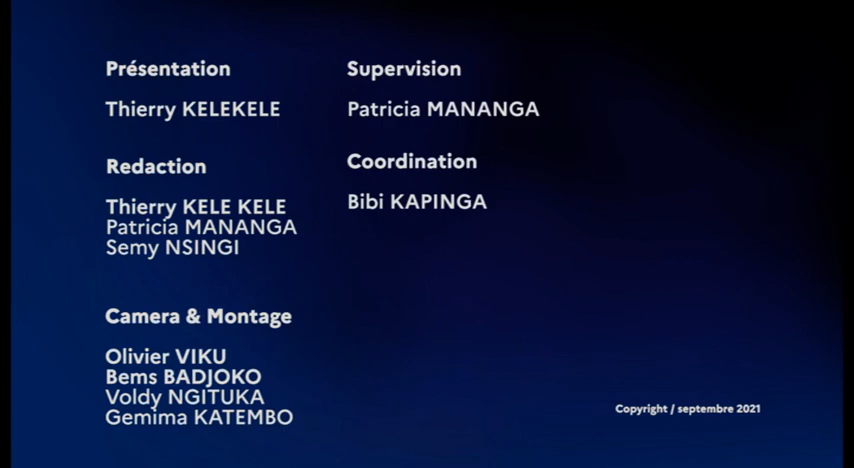 Présentation
Thierry KELEKELE
Redaction
Thierry KELE KELE
Patricia MANANGA
Semy NSINGI
Camera & Montage
Olivier VIKU
Bems BADJOKO
Voldy NGITUKA
Gemima KATEMBO
Supervision
Patricia MANANGA
Coordination
Bibi KAPINGA
Copyright / septembre 2021